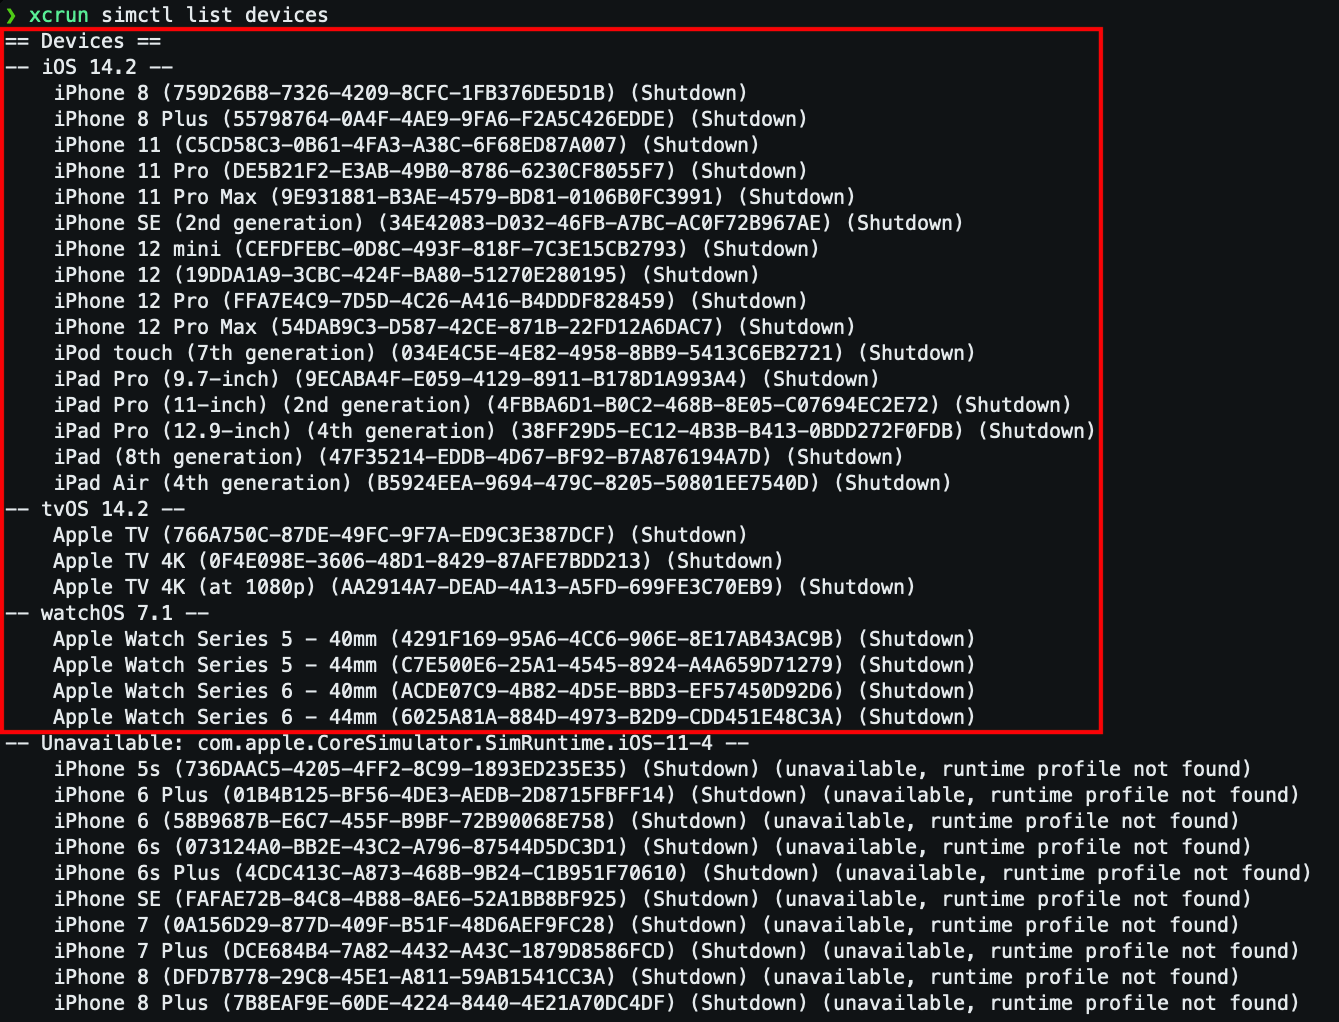 ❯ xcrun simctl list devices
== Devices ==
-- iOS 14.2 --
iPhone 8 (759D26B8-7326-4209-8CFC-1FB376DE5D1B) (Shutdown)
iPhone 8 Plus (55798764-0A4F-4AE9-9FA6-F2A5C426EDDE) (Shutdown)
iPhone 11 (C5CD58C3-0B61-4FA3-A38C-6F68ED87A007) (Shutdown)
iPhone 11 Pro (DE5B21F2-E3AB-49B0-8786-6230CF8055F7) (Shutdown)
iPhone 11 Pro Max (9E931881-B3AE-4579-BD81-0106B0FC3991) (Shutdown)
iPhone SE (2nd generation) (34E42083-D032-46FB-A7BC-AC0F72B967AE) (Shutdown)
iPhone 12 mini (CEFDFEBC-0D8C-493F-818F-7C3E15CB2793) (Shutdown)
iPhone 12 (19DDA1A9-3CBC-424F-BA80-51270E280195) (Shutdown)
iPhone 12 Pro (FFA7E4C9-7D5D-4C26-A416-B4DDDF828459) (Shutdown)
iPhone 12 Pro Max (54DAB9C3-D587-42CE-871B-22FD12A6DAC7) (Shutdown)
iPod touch (7th generation) (034E4C5E-4E82-4958-8BB9-5413C6EB2721) (Shutdown)
iPad Pro (9.7-inch) (9ECABA4F-E059-4129-8911-B178D1A993A4) (Shutdown)
iPad Pro (11-inch) (2nd generation) (4FBBA6D1-B0C2-468B-8E05-C07694EC2E72) (Shutdown)
iPad Pro (12.9-inch) (4th generation) (38FF29D5-EC12-4B3B-B413-0BDD272F0FDB) (Shutdown)
iPad (8th generation) (47F35214-EDDB-4D67-BF92-B7A876194A7D) (Shutdown)
iPad Air (4th generation) (B5924EEA-9694-479C-8205-50801EE7540D) (Shutdown)
-- tvOS 14.2 --
Apple TV (766A750C-87DE-49FC-9F7A-ED9C3E387DCF) (Shutdown)
Apple TV 4K (0F4E098E-3606-48D1-8429-87AFE7BDD213) (Shutdown)
Apple TV 4K (at 1080p) (AA2914A7-DEAD-4A13-A5FD-699FE3C70EB9) (Shutdown)
-- watchOS 7.1 --
Apple Watch Series 5 - 40mm (4291F169-95A6-4CC6-906E-8E17AB43AC9B) (Shutdown)
Apple Watch Series 5 - 44mm (C7E500E6-25A1-4545-8924-A4A659D71279) (Shutdown)
Apple Watch Series 6 - 40mm (ACDE07C9-4B82-4D5E-BBD3-EF57450D92D6) (Shutdown)
Apple Watch Series 6 - 44mm (6025A81A-884D-4973-B2D9-CDD451E48C3A) (Shutdown)
-- Unavailable: com.apple.CoreSimulator.SimRuntime.iOS-11-4 --
iPhone 5s (736DAAC5-4205-4FF2-8C99-1893ED235E35) (Shutdown) (unavailable, runtime profile not found)
iPhone 6 Plus (01B4B125-BF56-4DE3-AEDB-2D8715FBFF14) (Shutdown) (unavailable, runtime profile not found)
iPhone 6 (58B9687B-E6C7-455F-B9BF-72B90068E758) (Shutdown) (unavailable, runtime profile not found)
iPhone 6s (073124A0-BB2E-43C2-A796-87544D5DC3D1) (Shutdown) (unavailable, runtime profile not found)
iPhone 6s Plus (4CDC413C-A873-468B-9B24-C1B951F70610) (Shutdown) (unavailable, runtime profile not found)
iPhone SE (FAFAE72B-84C8-4B88-8AE6-52A1BB8BF925) (Shutdown) (unavailable, runtime profile not found)
iPhone 7 (0A156D29-877D-409F-B51F-48D6AEF9FC28) (Shutdown) (unavailable, runtime profile not found)
iPhone 7 Plus (DCE684B4-7A82-4432-A43C-1879D8586FCD) (Shutdown) (unavailable, runtime profile not found)
iPhone 8 (DFD7B778-29C8-45E1-A811-59AB1541CC3A) (Shutdown) (unavailable, runtime profile not found)
iPhone 8 Plus (7B8EAF9E-60DE-4224-8440-4E21A70DC4DF) (Shutdown) (unavailable, runtime profile not found)